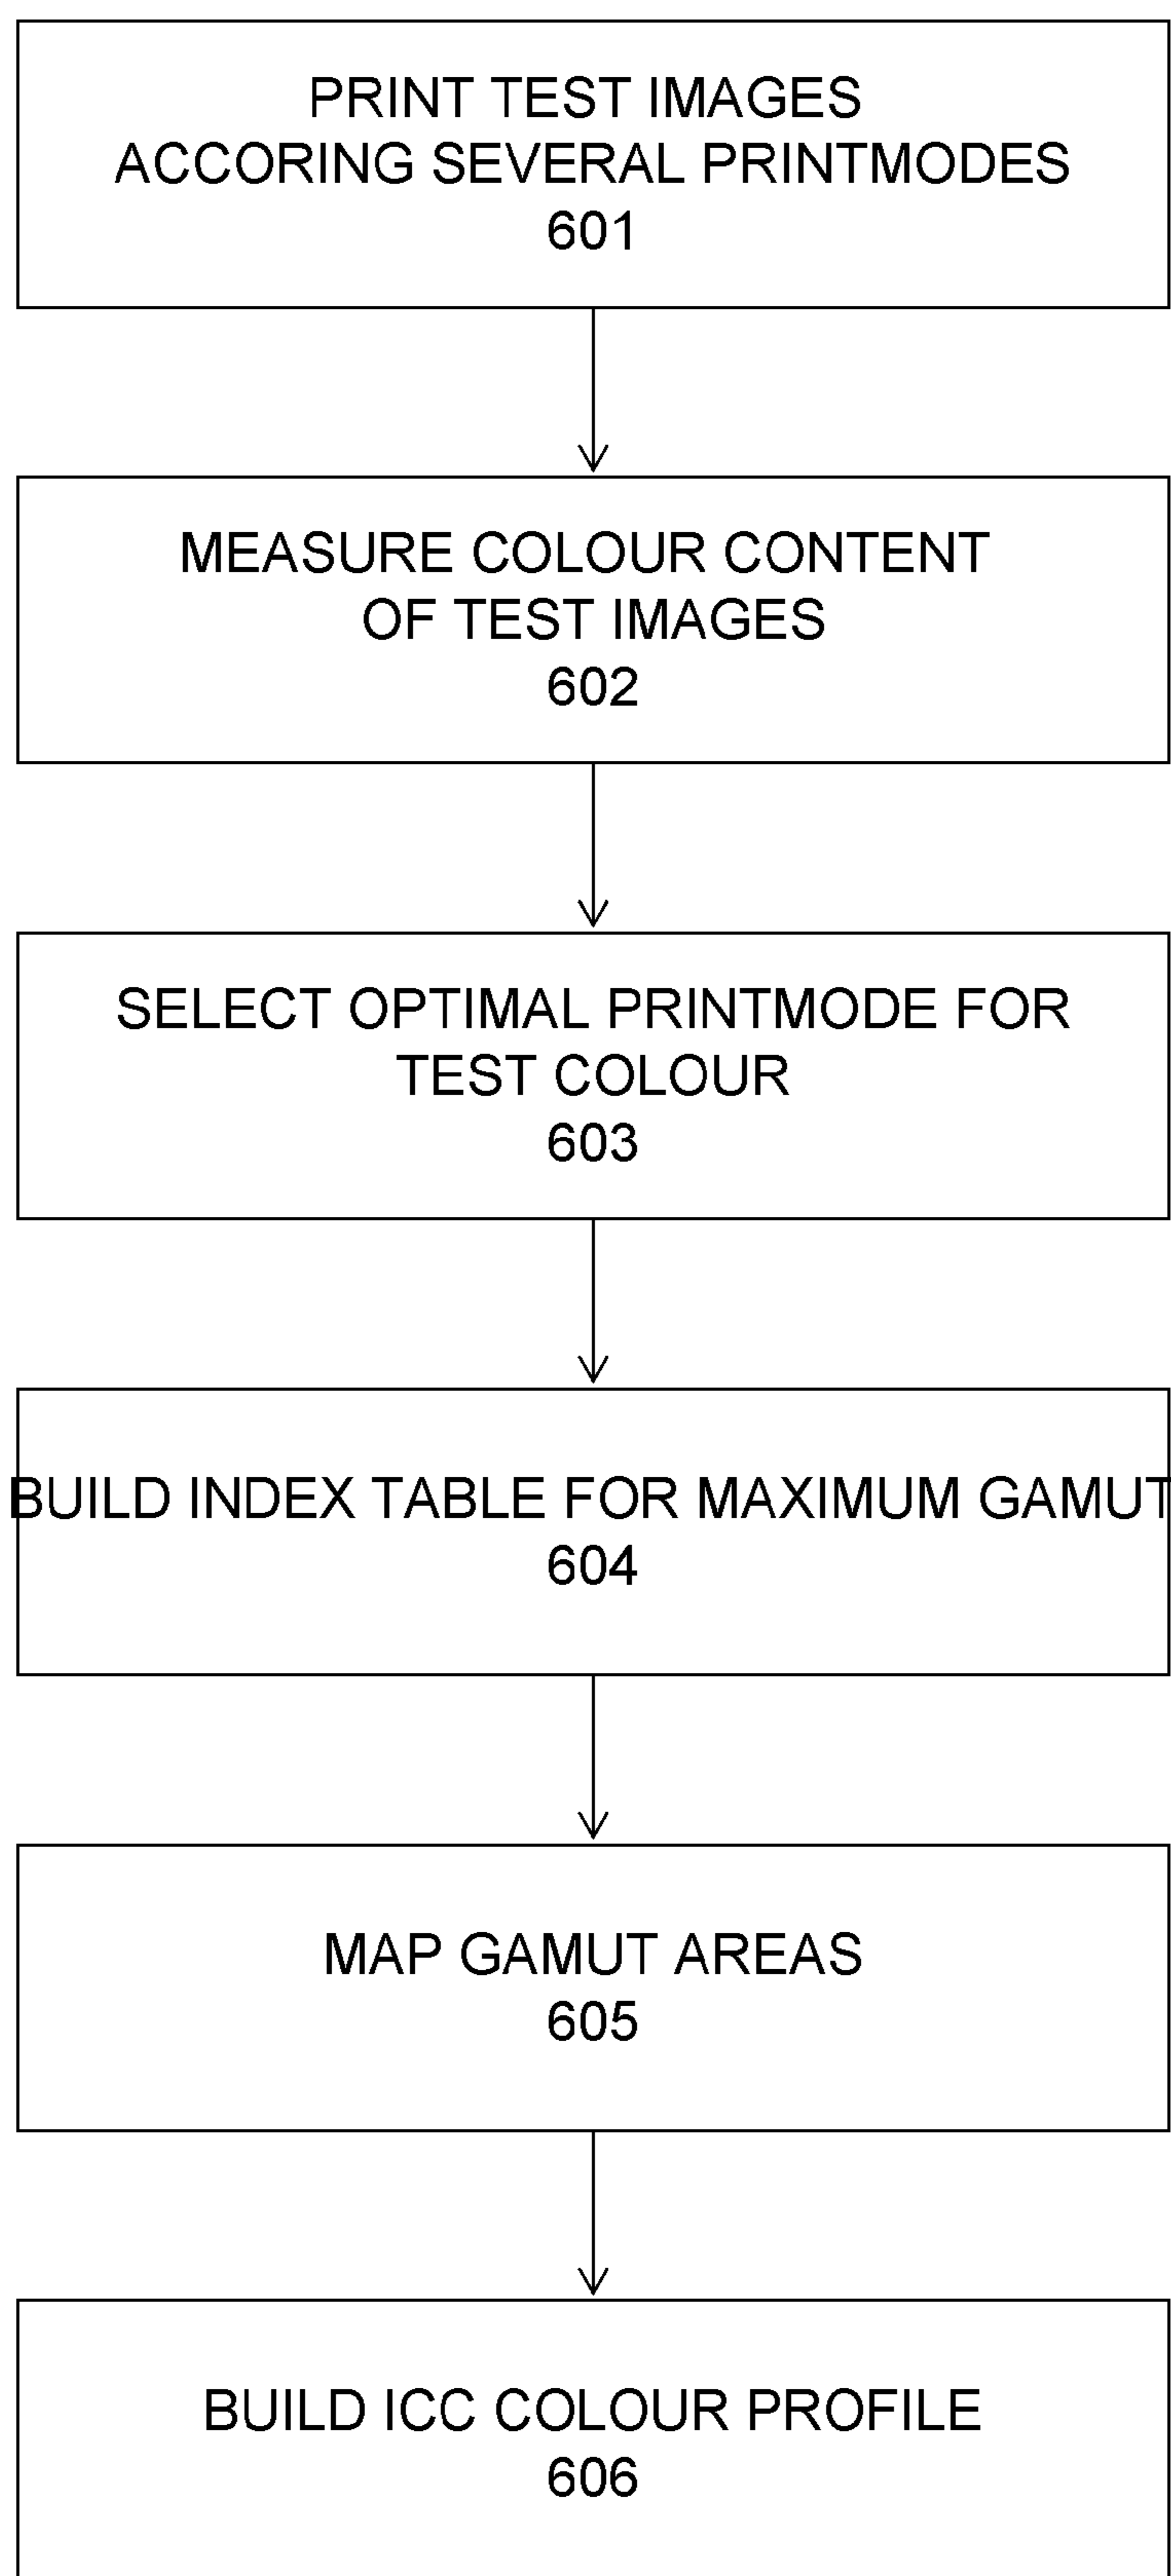 PRINT TEST IMAGES
ACCORING SEVERAL PRINTMODES
601
MEASURE COLOUR CONTENT
OF TEST IMAGES
602
SELECT OPTIMAL PRINTMODE FOR
TEST COLOUR
603
BUILD INDEX TABLE FOR MAXIMUM GAMUT
604
MAP GAMUT AREAS
605
BUILD ICC COLOUR PROFILE
606